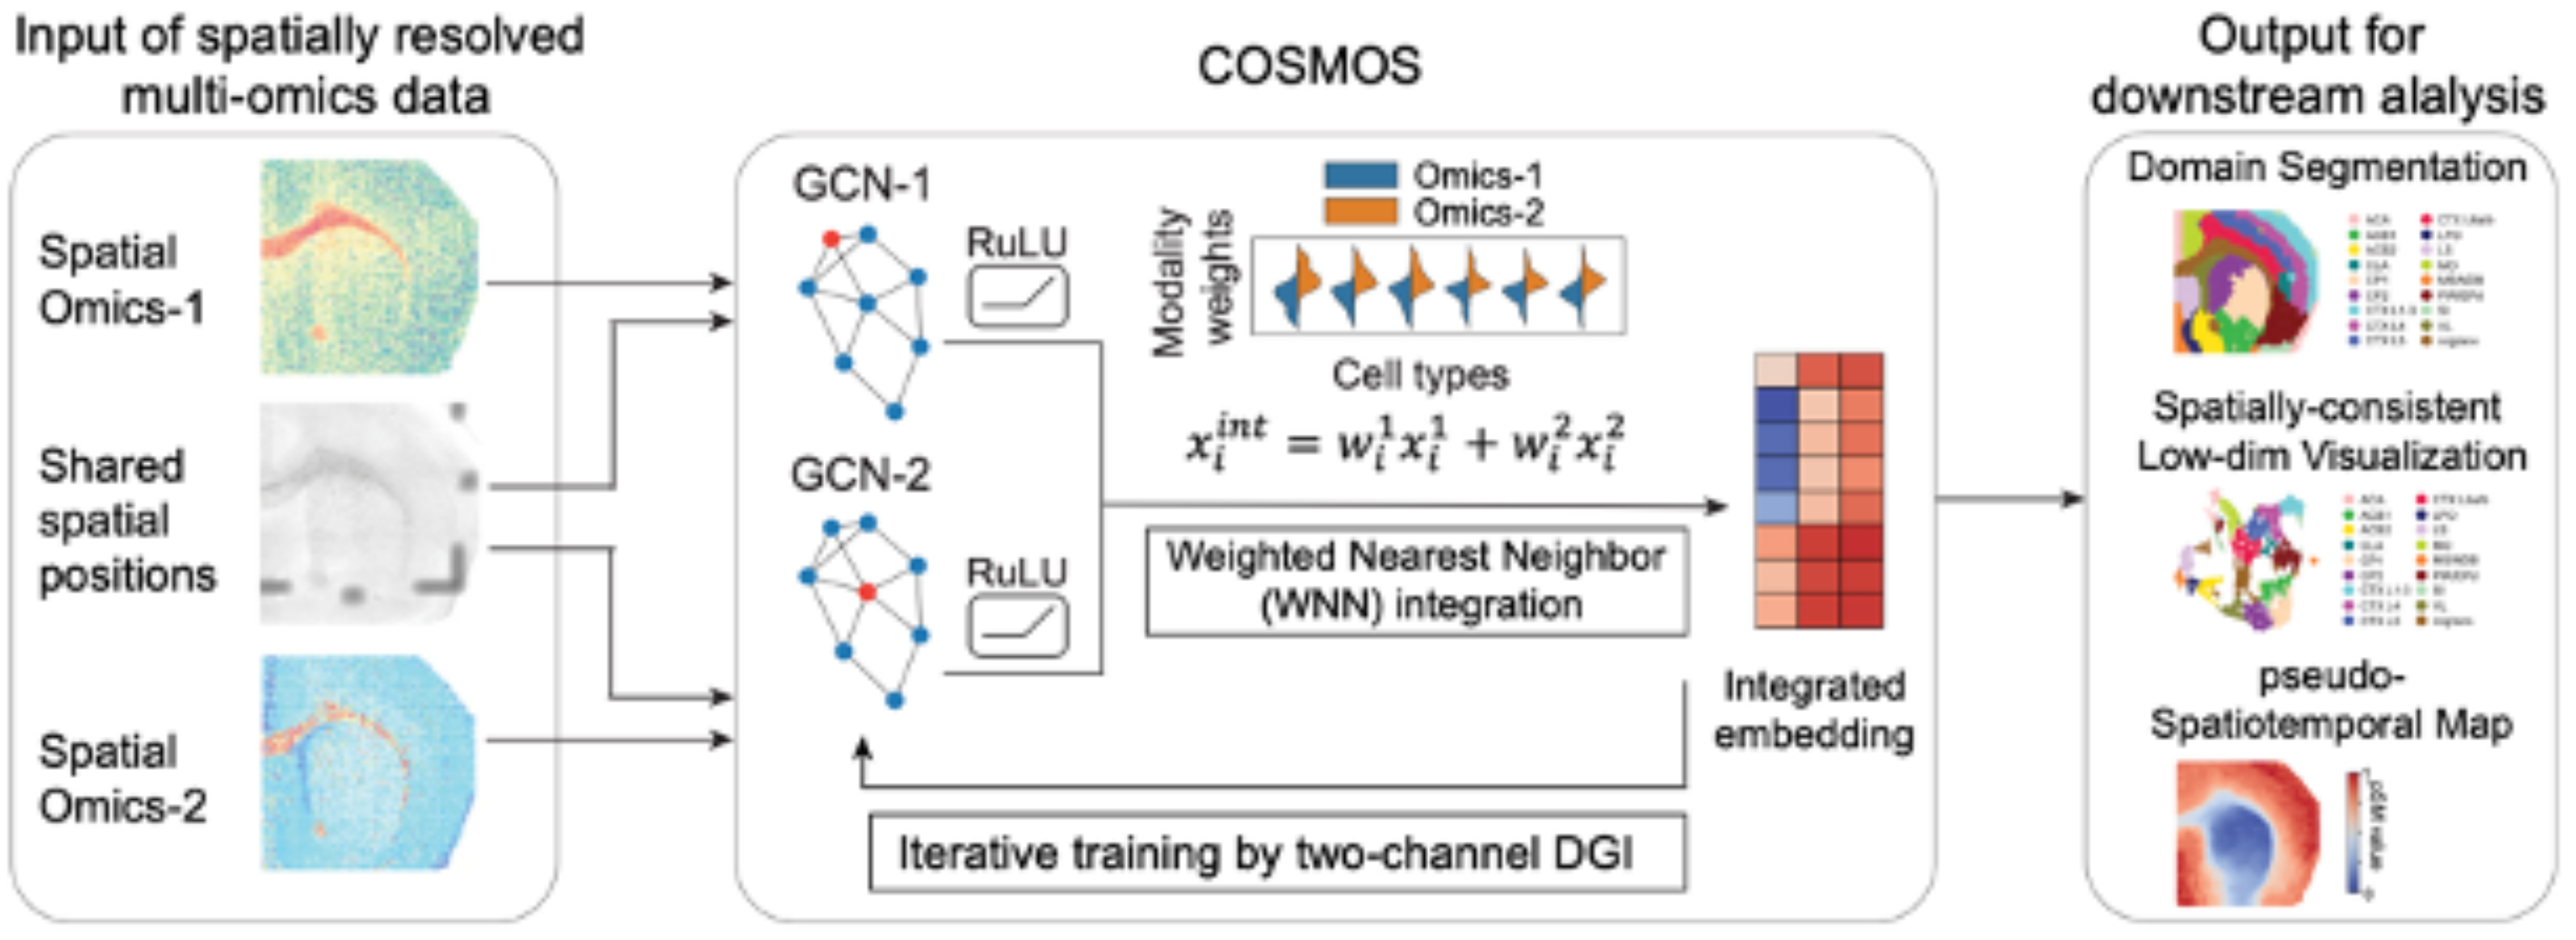 Input of spatially resolved
multi-omics data
Spatial
Omics-1
Shared
spatial
positions
Spatial
Omics-2
COSMOS
GCN-1
RuLU
GCN-2
RuLU
Omics-1
Omics-2
Modality
weights
Cell types
x_i^{int} = w_i^1 x_i^1 + w_i^2 x_i^2
Weighted Nearest Neighbor
(WNN) integration
Integrated
embedding
Iterative training by two-channel DGI
Output for
downstream alalysis
Domain Segmentation
Spatially-consistent
Low-dim Visualization
pseudo-
Spatiotemporal Map
pSM value